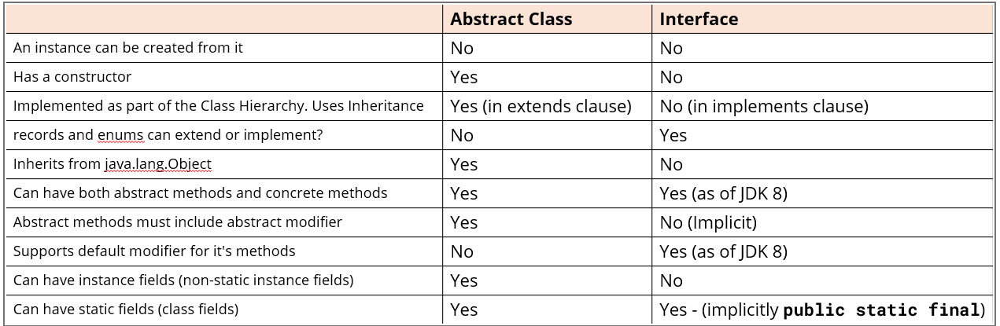 Abstract Class Interface
An instance can be created from it No No
Has a constructor Yes No
Implemented as part of the Class Hierarchy. Uses Inheritance Yes (in extends clause) No (in implements clause)
records and enums can extend or implement? No Yes
Inherits from java.lang.Object Yes No
Can have both abstract methods and concrete methods Yes Yes (as of JDK 8)
Abstract methods must include abstract modifier Yes No (Implicit)
Supports default modifier for it's methods No Yes (as of JDK 8)
Can have instance fields (non-static instance fields) Yes No
Can have static fields (class fields) Yes Yes - (implicitly public static final)